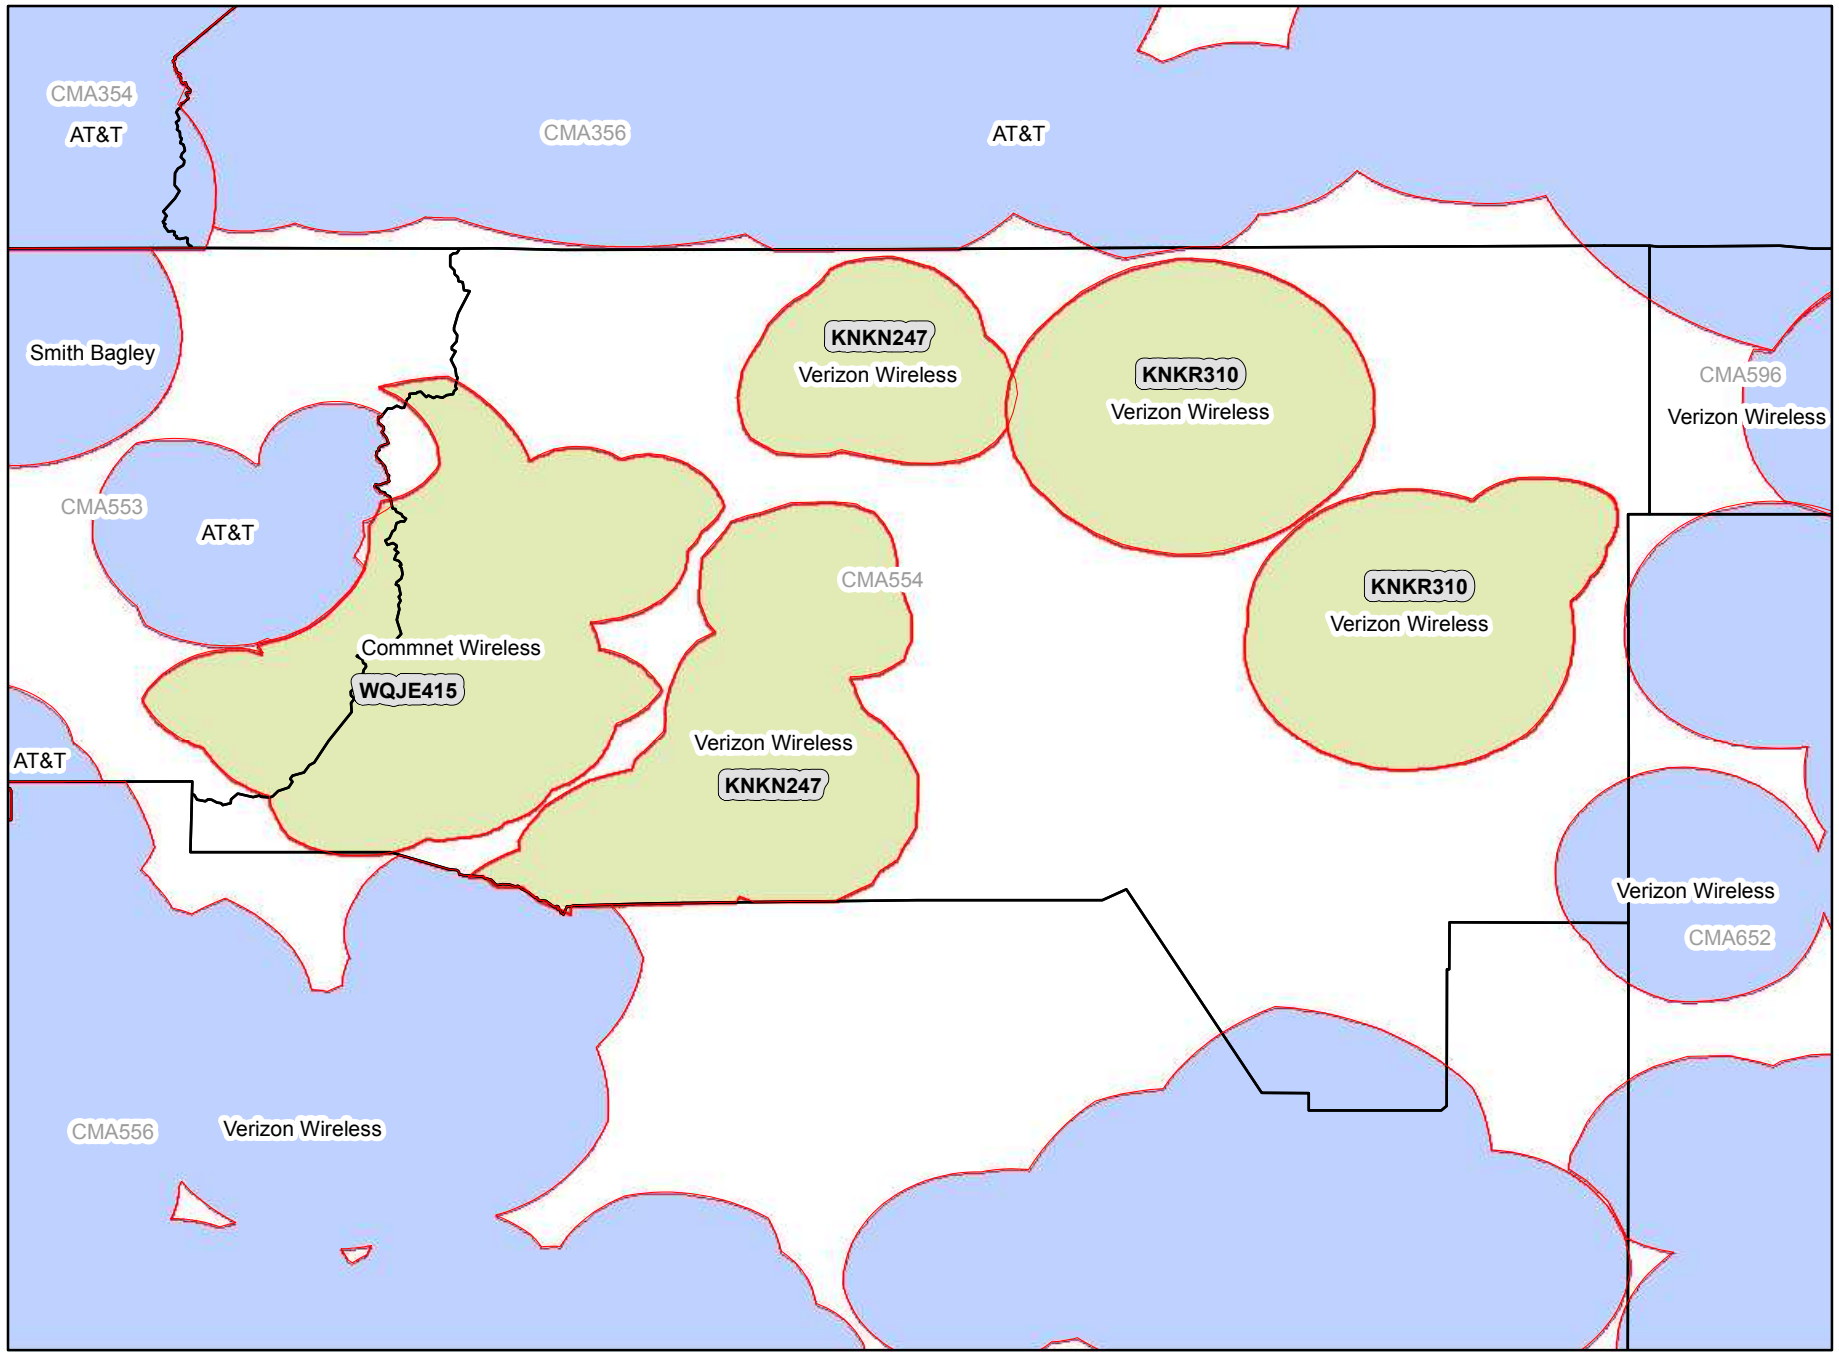 CMA354
AT&T
CMA356
AT&T
Smith Bagley
KNKN247
Verizon Wireless
KNKR310
Verizon Wireless
CMA596
Verizon Wireless
CMA553
AT&T
CMA554
KNKR310
Verizon Wireless
Commnet Wireless
WQJE415
Verizon Wireless
KNKN247
AT&T
Verizon Wireless
CMA652
CMA556
Verizon Wireless